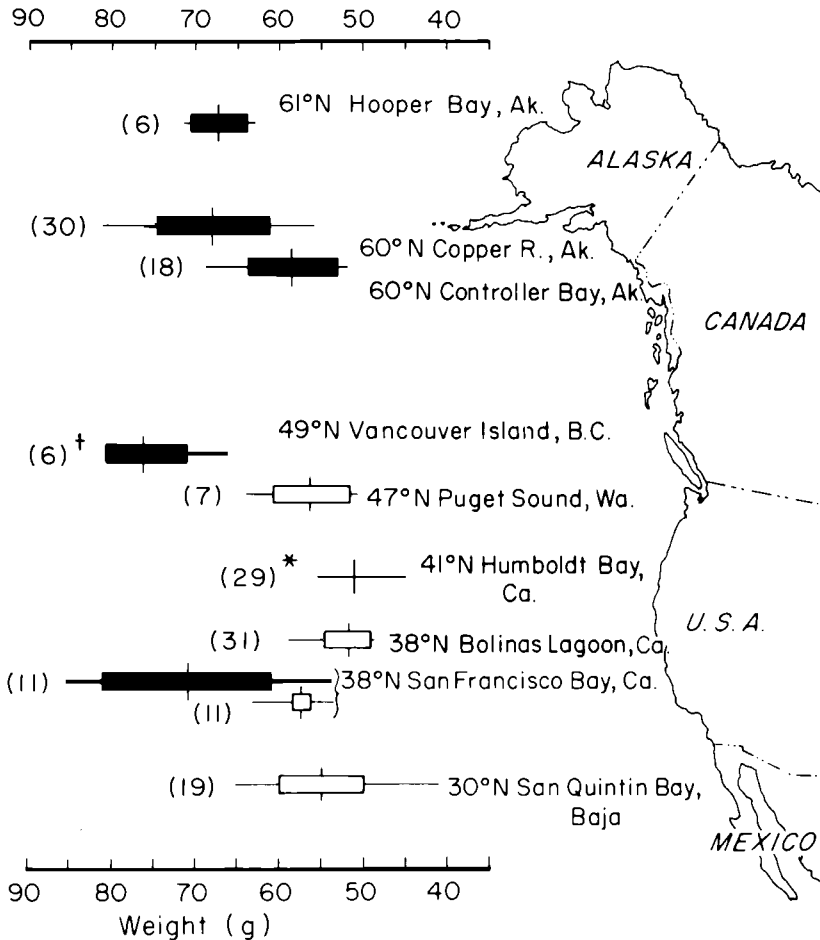 90 80 70 60 50 40
61°N Hooper Bay, Ak.
(6)
ALASKA
(30)
60°N Copper R., Ak.
(18)
60°N Controller Bay, Ak.
CANADA
49°N Vancouver Island, B.C.
(6)†
(7) 47°N Puget Sound, Wa.
(29)* 41°N Humboldt Bay,
Ca.
U.S.A.
(31) 38°N Bolinas Lagoon, Ca
(11) 38°N San Francisco Bay, Ca.
(11)
(19) 30°N San Quintin Bay,
Baja
MEXICO
90 80 70 60 50 40
Weight (g)